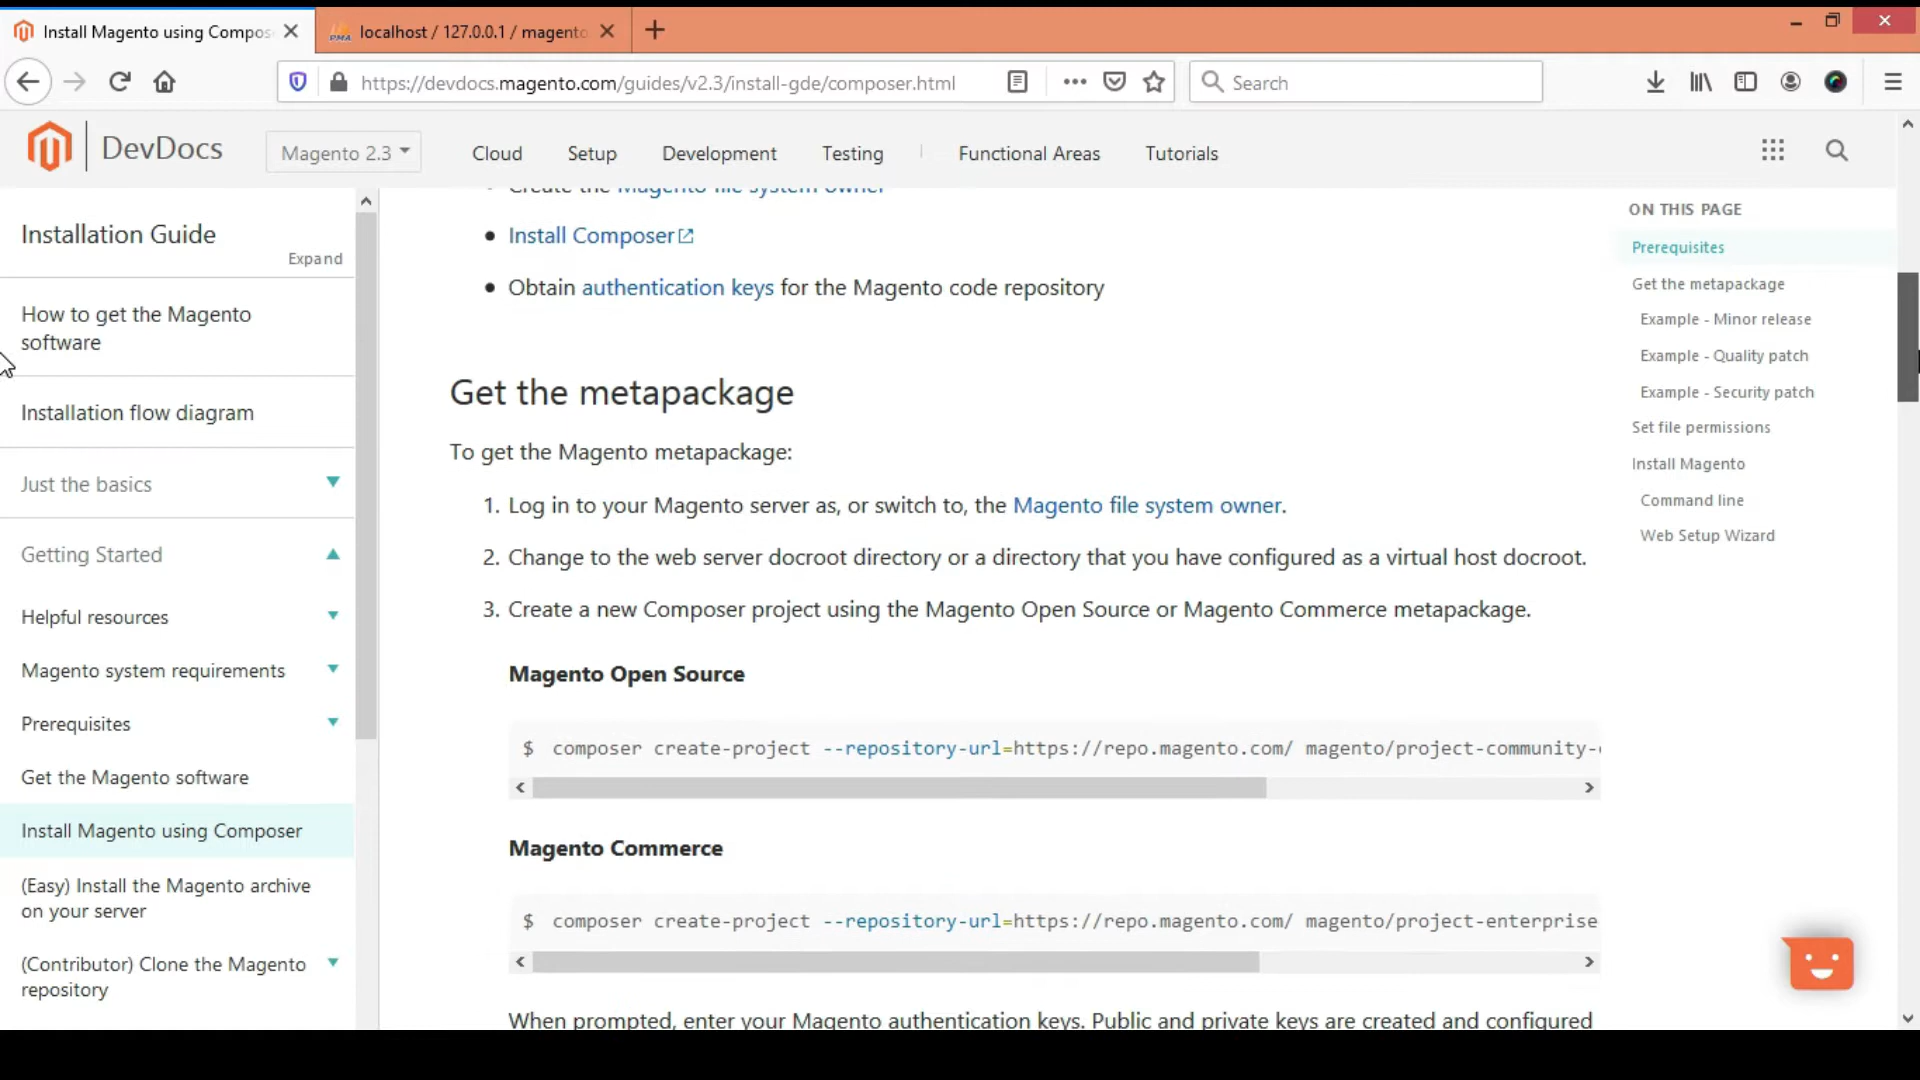 Install Magento using Compos
localhost / 127.0.0.1 / magento
https://devdocs.magento.com/guides/v2.3/install-gde/composer.html
Search
DevDocs
Magento 2.3
Cloud
Setup
Development
Testing
Functional Areas
Tutorials
Installation Guide
Expand
How to get the Magento
software
Installation flow diagram
Just the basics
Getting Started
Helpful resources
Magento system requirements
Prerequisites
Get the Magento software
Install Magento using Composer
(Easy) Install the Magento archive
on your server
(Contributor) Clone the Magento
repository
Create the Magento file system owner
Install Composer
Obtain authentication keys for the Magento code repository
Get the metapackage
To get the Magento metapackage:
1. Log in to your Magento server as, or switch to, the Magento file system owner.
2. Change to the web server docroot directory or a directory that you have configured as a virtual host docroot.
3. Create a new Composer project using the Magento Open Source or Magento Commerce metapackage.
Magento Open Source
$ composer create-project --repository-url=https://repo.magento.com/ magento/project-community-
Magento Commerce
$ composer create-project --repository-url=https://repo.magento.com/ magento/project-enterprise
When prompted, enter your Magento authentication keys. Public and private keys are created and configured
ON THIS PAGE
Prerequisites
Get the metapackage
Example - Minor release
Example - Quality patch
Example - Security patch
Set file permissions
Install Magento
Command line
Web Setup Wizard